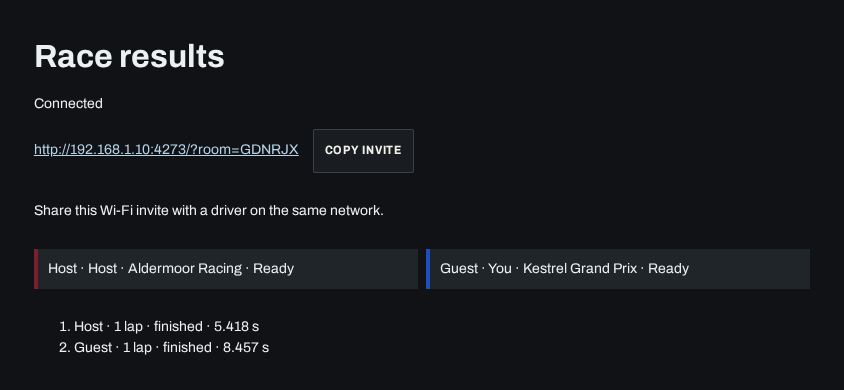 Race results
Connected
http://192.168.1.10:4273/?room=GDNRJX
COPY INVITE
Share this Wi-Fi invite with a driver on the same network.
Host · Host · Aldermoor Racing · Ready
Guest · You · Kestrel Grand Prix · Ready
1. Host · 1 lap · finished · 5.418 s
2. Guest · 1 lap · finished · 8.457 s